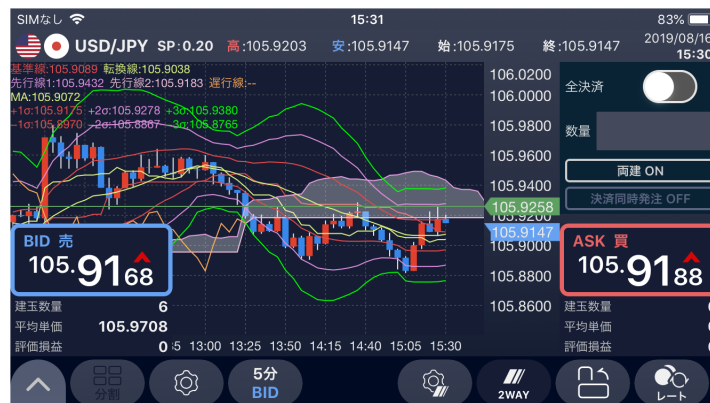 SIMなし 15:31 83%
USD/JPY SP:0.20 高:105.9203 安:105.9147 始:105.9175 終:105.9147 2019/08/16
15:30
基準線:105.9089 転換線:105.9038
先行線1:105.9432 先行線2:105.9183 遅行線:--
MA:105.9072
+1σ:105.9175 +2σ:105.9278 +3σ:105.9380
-1σ:105.8970 -2σ:105.8867 -3σ:105.8765
106.0200
106.0000
105.9800
105.9600
105.9400
105.9258
105.9200
105.9147
105.9000
105.8800
105.8600
全決済
数量
両建 ON
決済同時発注 OFF
BID 売
105.9168
ASK 買
105.9188
建玉数量 6
平均単価 105.9708
評価損益 0
建玉数量
平均単価
評価損益
13:00 13:25 13:50 14:15 14:40 15:05 15:30
分割
5分
BID
2WAY
レート